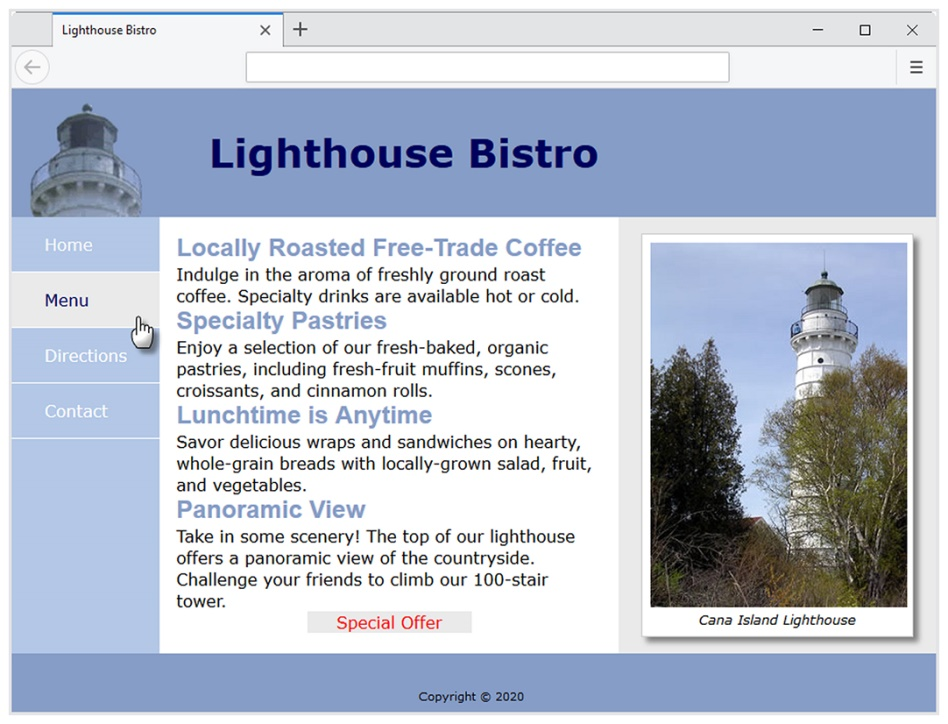 Lighthouse Bistro
Lighthouse Bistro
Home
Menu
Directions
Contact
Locally Roasted Free-Trade Coffee
Indulge in the aroma of freshly ground roast
coffee. Specialty drinks are available hot or cold.
Specialty Pastries
Enjoy a selection of our fresh-baked, organic
pastries, including fresh-fruit muffins, scones,
croissants, and cinnamon rolls.
Lunchtime is Anytime
Savor delicious wraps and sandwiches on hearty,
whole-grain breads with locally-grown salad, fruit,
and vegetables.
Panoramic View
Take in some scenery! The top of our lighthouse
offers a panoramic view of the countryside.
Challenge your friends to climb our 100-stair
tower.
Special Offer
Cana Island Lighthouse
Copyright © 2020